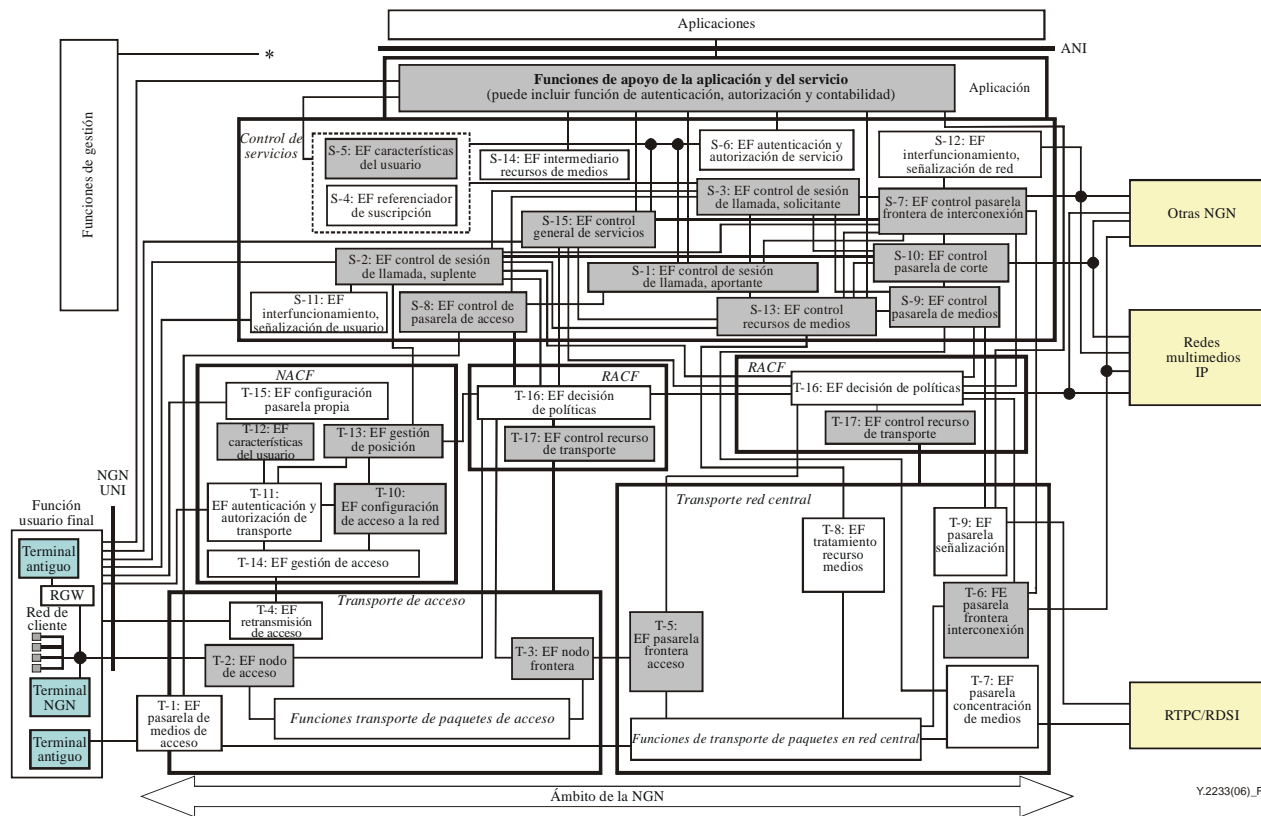 Aplicaciones
ANI
*
Funciones de gestión
Funciones de apoyo de la aplicación y del servicio
(puede incluir función de autenticación, autorización y contabilidad)
Aplicación
Control de
servicios
S-5: EF características
del usuario
S-4: EF referenciador
de suscripción
S-14: EF intermediario
recursos de medios
S-6: EF autenticación y
autorización de servicio
S-12: EF
interfuncionamiento,
señalización de red
S-3: EF control de sesión
de llamada, solicitante
S-7: EF control pasarela
frontera de interconexión
S-15: EF control
general de servicios
S-2: EF control de sesión
de llamada, suplente
S-1: EF control de sesión
de llamada, aportante
S-10: EF control
pasarela de corte
S-11: EF
interfuncionamiento,
señalización de usuario
S-8: EF control de
pasarela de acceso
S-13: EF control
recursos de medios
S-9: EF control
pasarela de medios
Otras NGN
Redes
multimedios
IP
NACF
T-15: EF configuración
pasarela propia
T-12: EF
características
del usuario
T-13: EF gestión
de posición
T-11:
EF autenticación y
autorización de
transporte
T-10:
EF configuración
de acceso a la red
T-14: EF gestión de acceso
RACF
T-16: EF decisión
de políticas
T-17: EF control recurso
de transporte
RACF
T-16: EF decisión de políticas
T-17: EF control recurso
de transporte
NGN
UNI
Función
usuario final
Terminal
antiguo
RGW
Red de
cliente
Terminal
NGN
Terminal
antiguo
Transporte de acceso
T-4: EF
retransmisión
de acceso
T-2: EF nodo
de acceso
T-3: EF nodo
frontera
T-1: EF
pasarela de
medios de
acceso
Funciones transporte de paquetes de acceso
Transporte red central
T-8: EF
tratamiento
recurso
medios
T-9: EF
pasarela
señalización
T-5:
EF pasarela
frontera
acceso
T-6: FE
pasarela
frontera
interconexión
T-7: EF
pasarela
concentración
de medios
Funciones de transporte de paquetes en red central
RTPC/RDSI
Ámbito de la NGN
Y.2233(06)_F